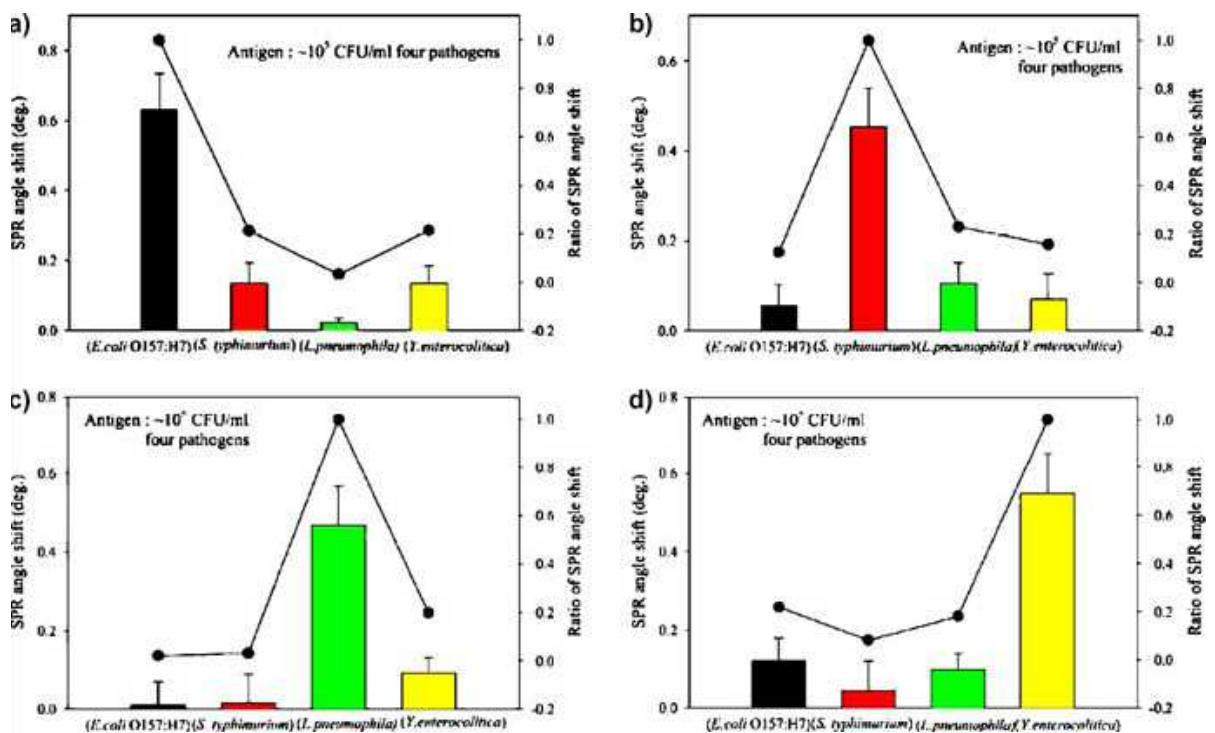 a)
Antigen : ~10⁵ CFU/ml four pathogens
SPR angle shift (deg.)
0.8
0.6
0.4
0.2
0.0
Ratio of SPR angle shift
1.0
0.8
0.6
0.4
0.2
0.0
-0.2
(E.coli O157:H7) (S. typhimurium) (L.pneumophila) (Y.enterocolitica)
b)
Antigen : ~10⁵ CFU/ml
four pathogens
SPR angle shift (deg.)
0.6
0.4
0.2
0.0
Ratio of SPR angle shift
1.0
0.8
0.6
0.4
0.2
0.0
-0.2
(E.coli O157:H7) (S. typhimurium) (L.pneumophila) (Y.enterocolitica)
c)
Antigen : ~10⁵ CFU/ml
four pathogens
SPR angle shift (deg.)
0.8
0.6
0.4
0.2
0.0
Ratio of SPR angle shift
1.0
0.8
0.6
0.4
0.2
0.0
-0.2
(E.coli O157:H7) (S. typhimurium) (L.pneumophila) (Y.enterocolitica)
d)
Antigen : ~10⁵ CFU/ml
four pathogens
SPR angle shift (deg.)
0.8
0.6
0.4
0.2
0.0
Ratio of SPR angle shift
1.0
0.8
0.6
0.4
0.2
0.0
-0.2
(E.coli O157:H7) (S. typhimurium) (L.pneumophila) (Y.enterocolitica)